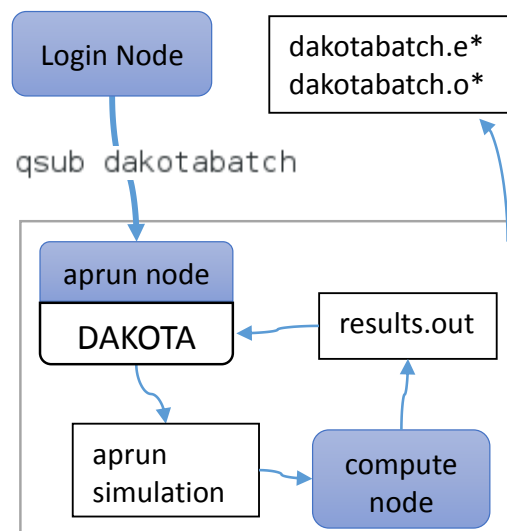 Login Node
dakotabatch.e*
dakotabatch.o*
qsub dakotabatch
aprun node
DAKOTA
results.out
aprun
simulation
compute
node